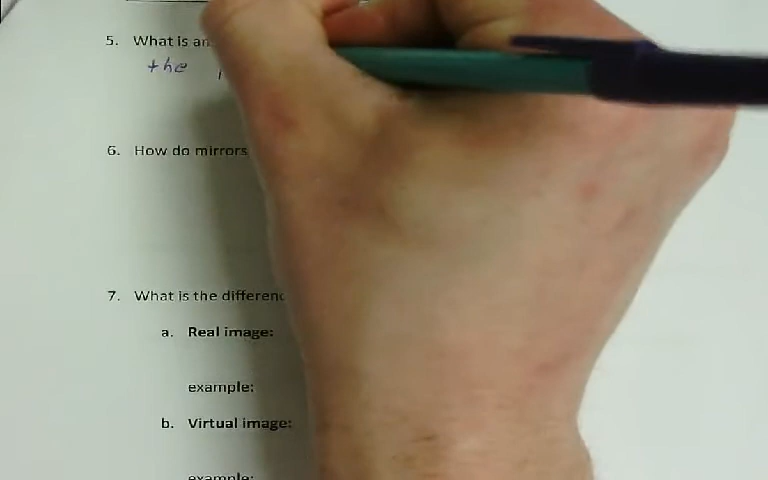 5. What is an
the
6. How do mirrors
7. What is the differenc
a. Real image:
example:
b. Virtual image:
example: